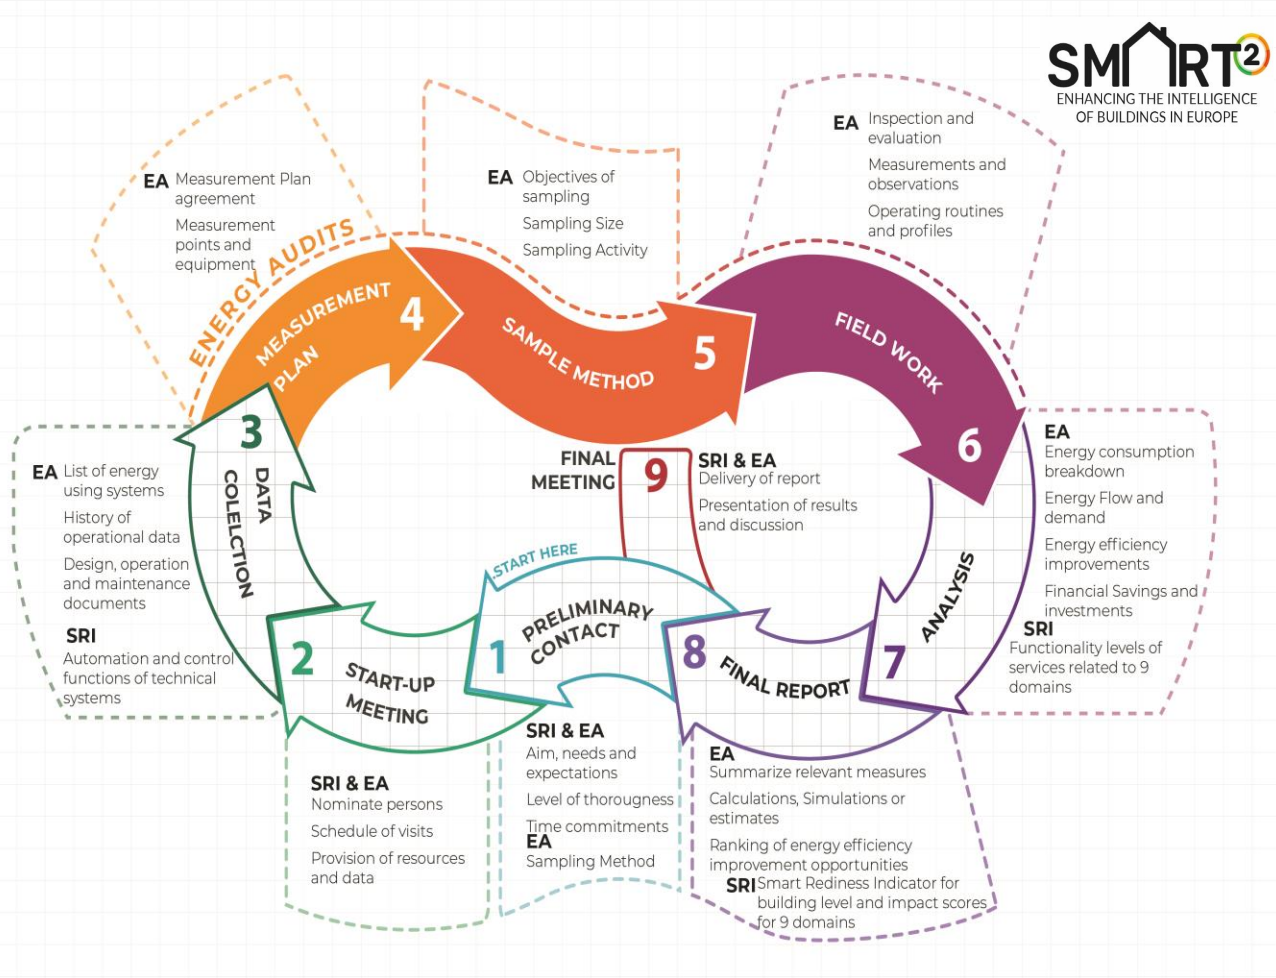 SMART2
ENHANCING THE INTELLIGENCE
OF BUILDINGS IN EUROPE
EA Measurement Plan
agreement
Measurement
points and
equipment
EA Objectives of
sampling
Sampling Size
Sampling Activity
EA Inspection and
evaluation
Measurements and
observations
Operating routines
and profiles
ENERGY AUDITS
MEASUREMENT
PLAN
4
SAMPLE METHOD
5
FIELD WORK
6
3
DATA
COLELCTION
EA List of energy
using systems
History of
operational data
Design, operation
and maintenance
documents
SRI
Automation and control
functions of technical
systems
FINAL
MEETING
9
SRI & EA
Delivery of report
Presentation of results
and discussion
EA
Energy consumption
breakdown
Energy Flow and
demand
Energy efficiency
improvements
Financial Savings and
investments
SRI
Functionality levels of
services related to 9
domains
.START HERE
1
PRELIMINARY
CONTACT
2
START-UP
MEETING
8
FINAL REPORT
7
ANALYSIS
SRI & EA
Nominate persons
Schedule of visits
Provision of resources
and data
SRI & EA
Aim, needs and
expectations
Level of thorougness
Time commitments
EA
Sampling Method
EA
Summarize relevant measures
Calculations, Simulations or
estimates
Ranking of energy efficiency
improvement opportunities
SRI Smart Rediness Indicator for
building level and impact scores
for 9 domains